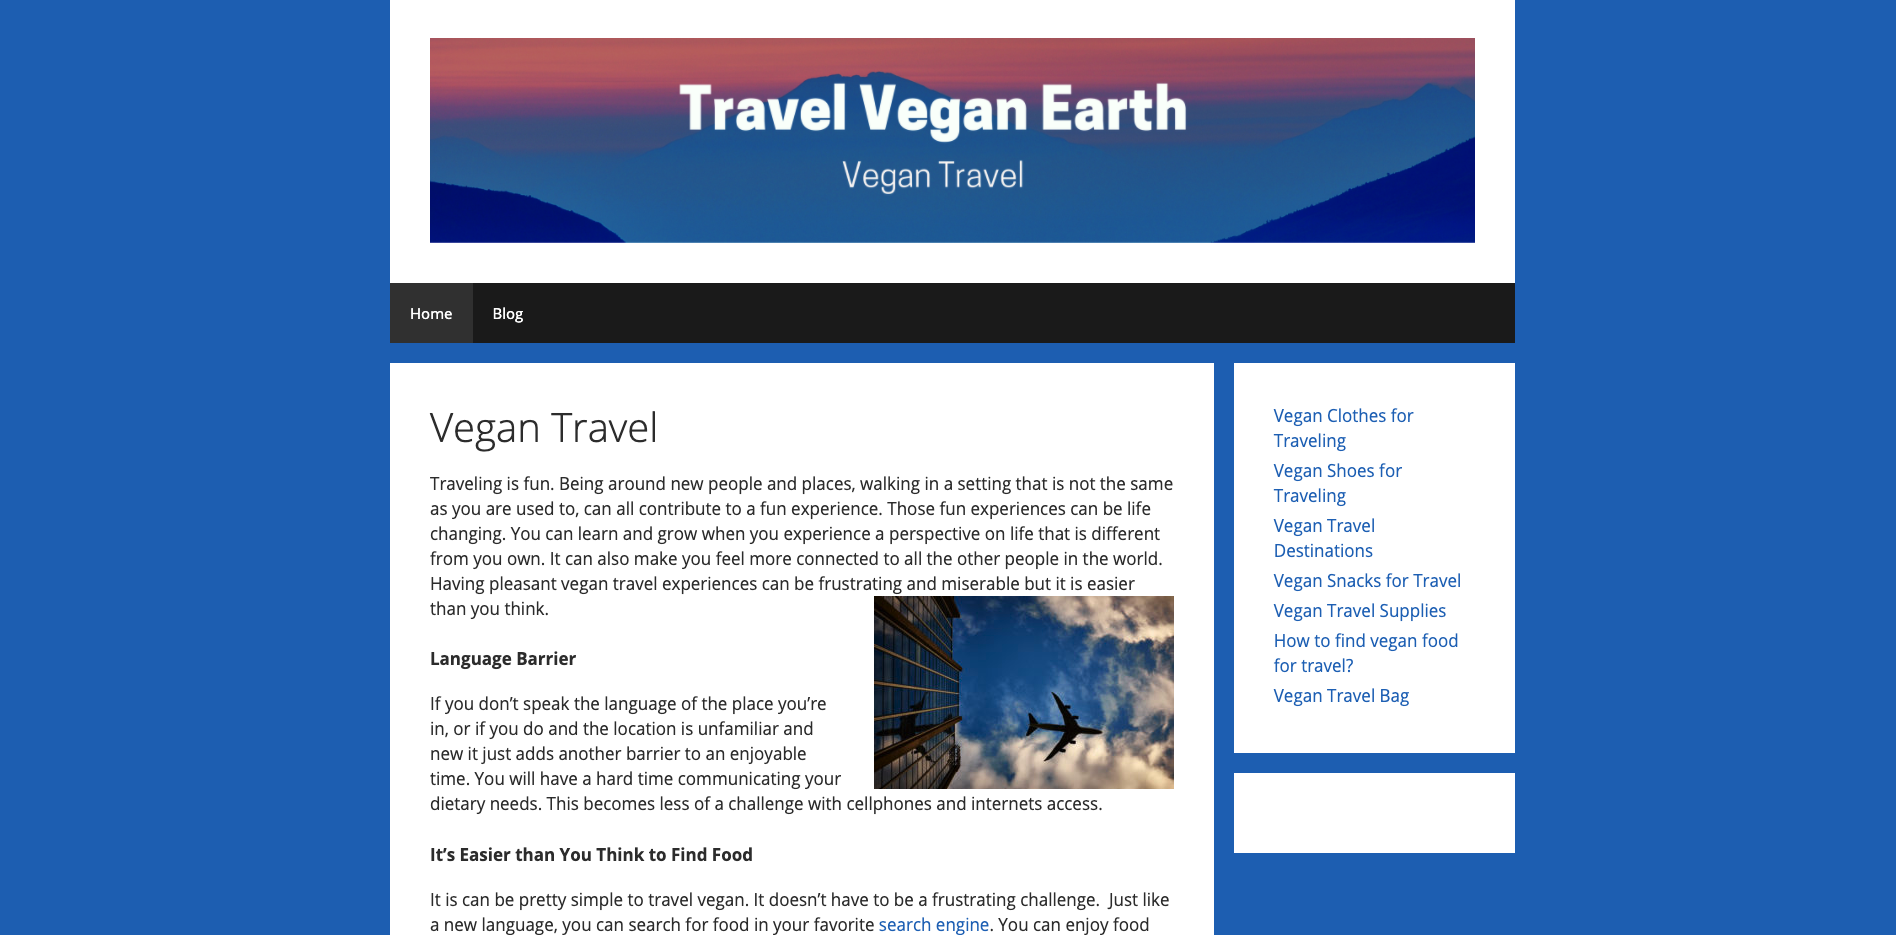 Travel Vegan Earth
Vegan Travel
Home
Blog
Vegan Travel
Traveling is fun. Being around new people and places, walking in a setting that is not the same
as you are used to, can all contribute to a fun experience. Those fun experiences can be life
changing. You can learn and grow when you experience a perspective on life that is different
from you own. It can also make you feel more connected to all the other people in the world.
Having pleasant vegan travel experiences can be frustrating and miserable but it is easier
than you think.
Language Barrier
If you don’t speak the language of the place you’re
in, or if you do and the location is unfamiliar and
new it just adds another barrier to an enjoyable
time. You will have a hard time communicating your
dietary needs. This becomes less of a challenge with cellphones and internets access.
It’s Easier than You Think to Find Food
It is can be pretty simple to travel vegan. It doesn’t have to be a frustrating challenge.  Just like
a new language, you can search for food in your favorite search engine. You can enjoy food
Vegan Clothes for
Traveling
Vegan Shoes for
Traveling
Vegan Travel
Destinations
Vegan Snacks for Travel
Vegan Travel Supplies
How to find vegan food
for travel?
Vegan Travel Bag